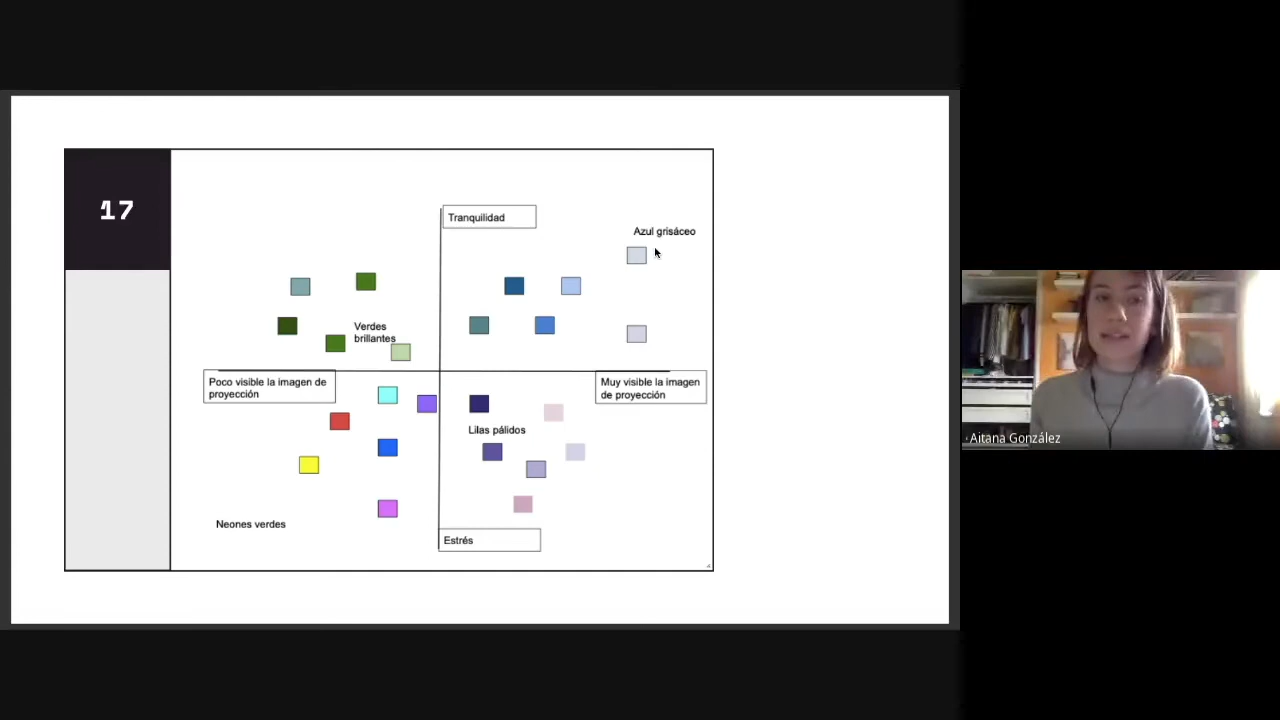 17
Tranquilidad
Azul grisáceo
Verdes
brillantes
Poco visible la imagen de
proyección
Muy visible la imagen
de proyección
Lilas pálidos
Neones verdes
Estrés
Aitana González